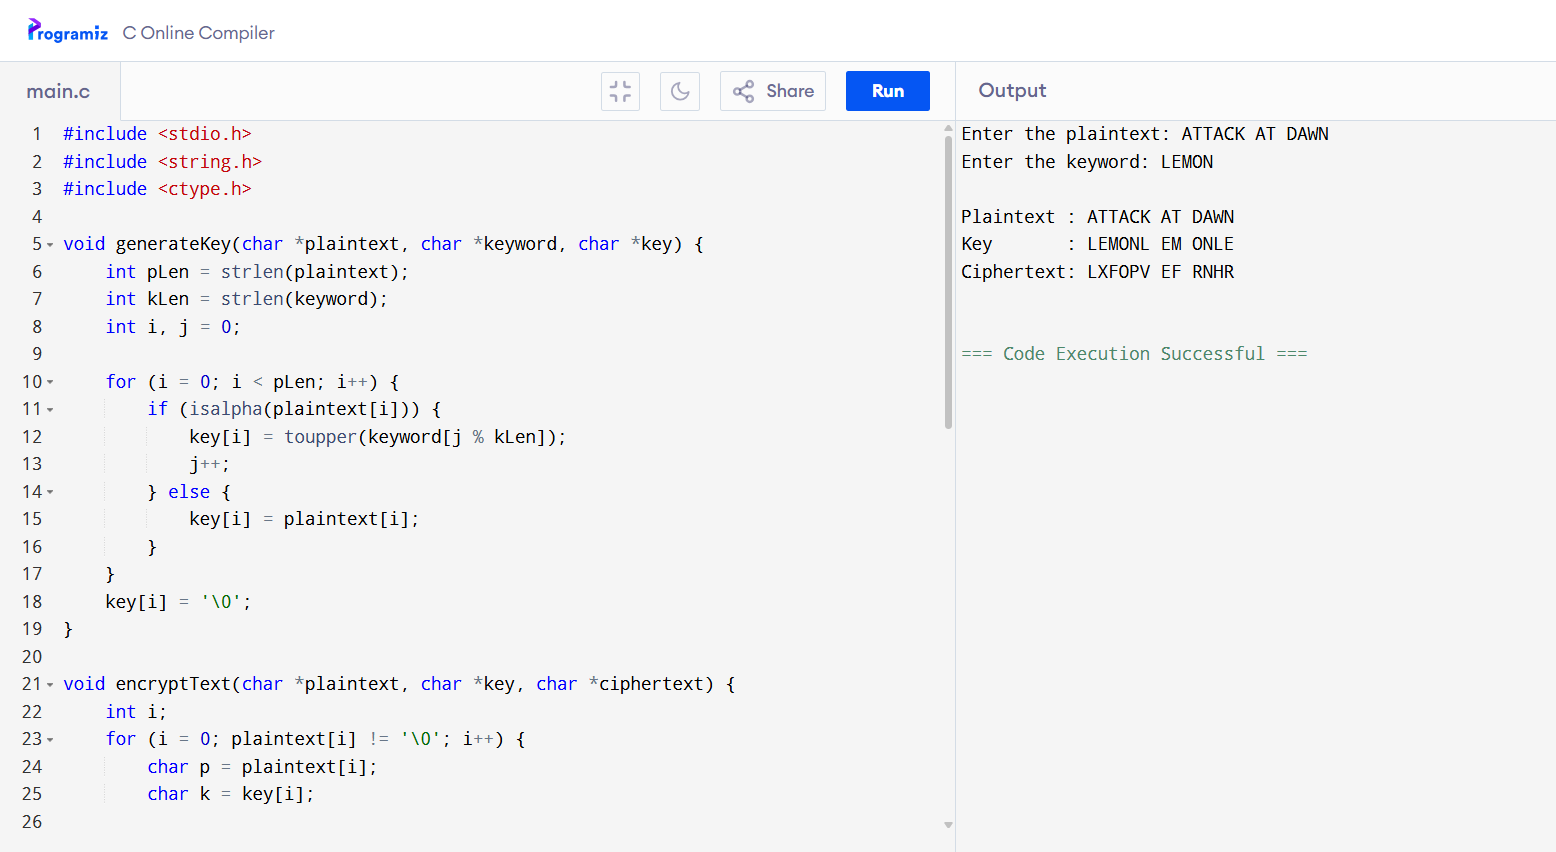 Programiz C Online Compiler
main.c
Share
Run
Output
1 #include <stdio.h>
2 #include <string.h>
3 #include <ctype.h>
4
5 void generateKey(char *plaintext, char *keyword, char *key) {
6     int pLen = strlen(plaintext);
7     int kLen = strlen(keyword);
8     int i, j = 0;
9
10     for (i = 0; i < pLen; i++) {
11         if (isalpha(plaintext[i])) {
12             key[i] = toupper(keyword[j % kLen]);
13             j++;
14         } else {
15             key[i] = plaintext[i];
16         }
17     }
18     key[i] = '\0';
19 }
20
21 void encryptText(char *plaintext, char *key, char *ciphertext) {
22     int i;
23     for (i = 0; plaintext[i] != '\0'; i++) {
24         char p = plaintext[i];
25         char k = key[i];
26
Enter the plaintext: ATTACK AT DAWN
Enter the keyword: LEMON
Plaintext : ATTACK AT DAWN
Key       : LEMONL EM ONLE
Ciphertext: LXFOPV EF RNHR
=== Code Execution Successful ===